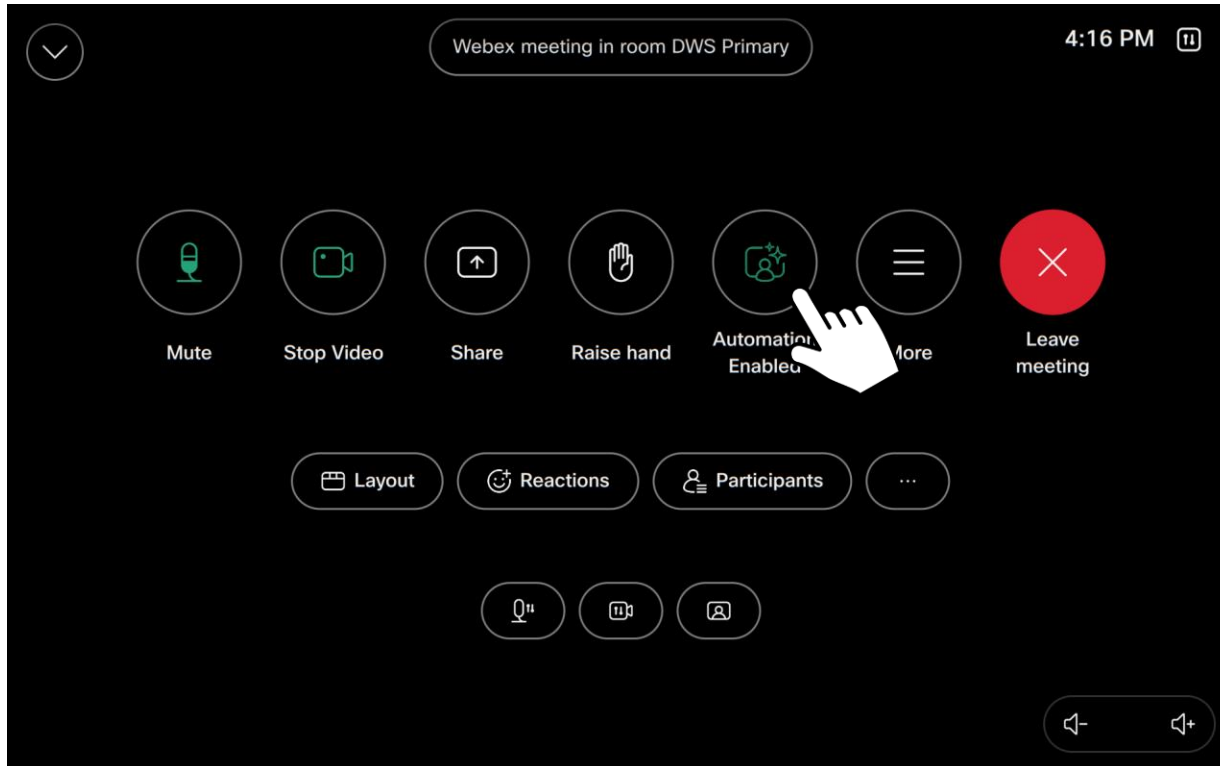 Webex meeting in room DWS Primary
4:16 PM
Mute
Stop Video
Share
Raise hand
Enabled
More
Leave
meeting
Layout
Reactions
Participants
...